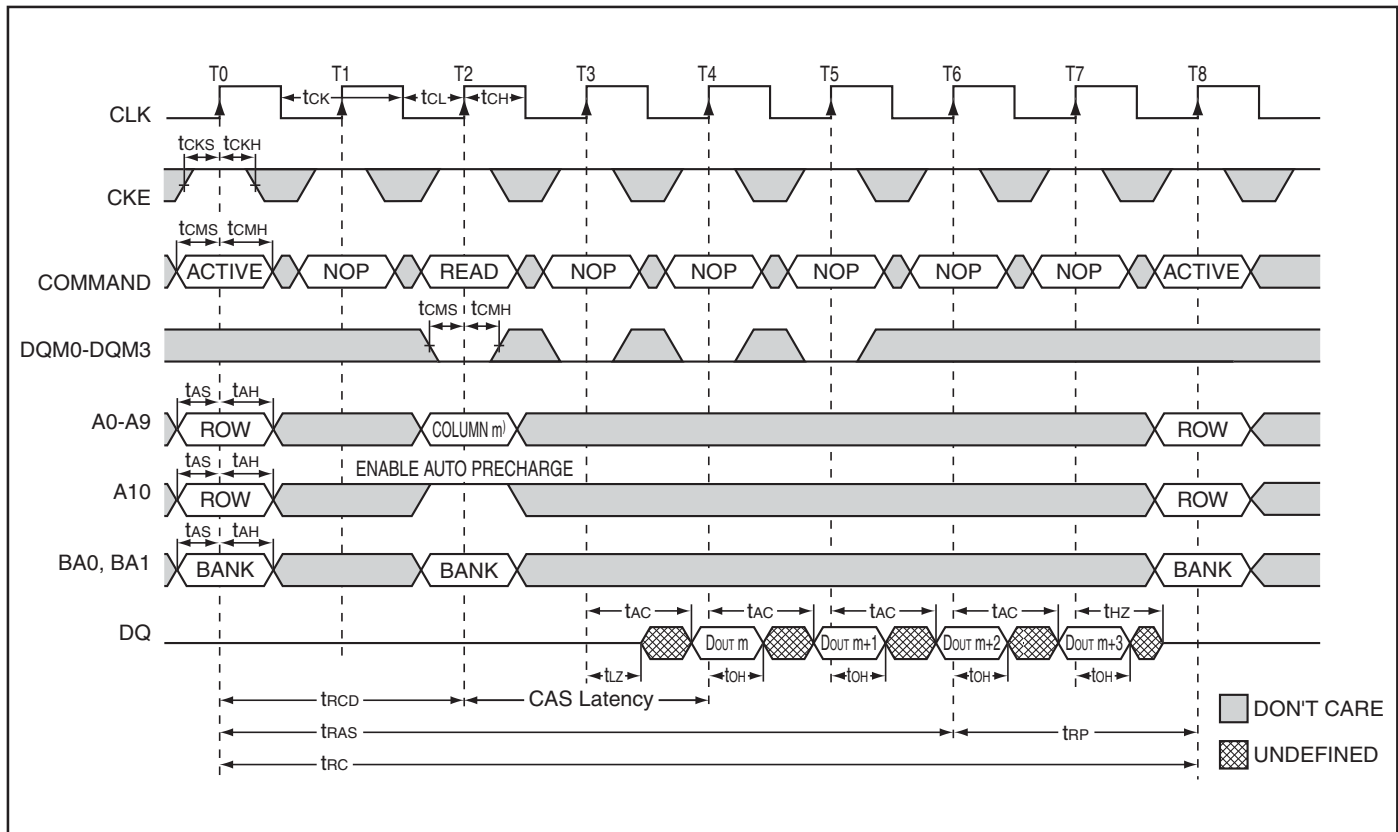 T0 T1 T2 T3 T4 T5 T6 T7 T8
tCK tCL tCH
CLK
tCKS tCKH
CKE
tCMS tCMH
COMMAND ACTIVE NOP READ NOP NOP NOP NOP NOP ACTIVE
tCMS tCMH
DQM0-DQM3
tAS tAH
A0-A9 ROW COLUMN m) ROW
tAS tAH ENABLE AUTO PRECHARGE
A10 ROW ROW
tAS tAH
BA0, BA1 BANK BANK BANK
tAC tAC tAC tAC tHZ
DQ DOUT m DOUT m+1 DOUT m+2 DOUT m+3
tLZ tOH tOH tOH tOH
tRCD CAS Latency
tRAS tRP
tRC
DON'T CARE
UNDEFINED